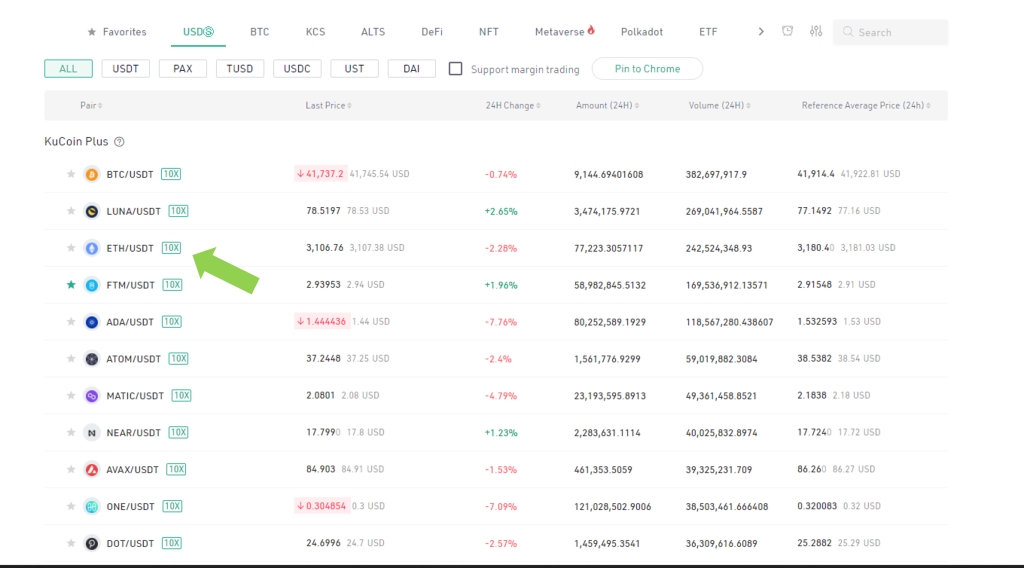 Favorites USDⓈ BTC KCS ALTS DeFi NFT Metaverse Polkadot ETF Search
ALL USDT PAX TUSD USDC UST DAI Support margin trading Pin to Chrome
Pair Last Price 24H Change Amount (24H) Volume (24H) Reference Average Price (24h)
KuCoin Plus ?
BTC/USDT 10X ↓41,737.2 41,745.54 USD -0.74% 9,144.69401608 382,697,917.9 41,914.4 41,922.81 USD
LUNA/USDT 10X 78.5197 78.53 USD +2.65% 3,474,175.9721 269,041,964.5587 77.1492 77.16 USD
ETH/USDT 10X 3,106.76 3,107.38 USD -2.28% 77,223.3057117 242,524,348.93 3,180.40 3,181.03 USD
FTM/USDT 10X 2.93953 2.94 USD +1.96% 58,982,845.5132 169,536,912.13571 2.91548 2.91 USD
ADA/USDT 10X ↓1.444436 1.44 USD -7.76% 80,252,589.1929 118,567,280.438607 1.532593 1.53 USD
ATOM/USDT 10X 37.2448 37.25 USD -2.4% 1,561,776.9299 59,019,882.3084 38.5382 38.54 USD
MATIC/USDT 10X 2.0801 2.08 USD -4.79% 23,193,595.8913 49,361,458.8521 2.1838 2.18 USD
NEAR/USDT 10X 17.7990 17.8 USD +1.23% 2,283,631.1114 40,025,832.8974 17.7240 17.72 USD
AVAX/USDT 10X 84.903 84.91 USD -1.53% 461,353.5059 39,325,231.709 86.260 86.27 USD
ONE/USDT 10X ↓0.304854 0.3 USD -7.09% 121,028,502.9006 38,503,461.666408 0.320083 0.32 USD
DOT/USDT 10X 24.6996 24.7 USD -2.57% 1,459,495.3541 36,309,616.6089 25.2882 25.29 USD